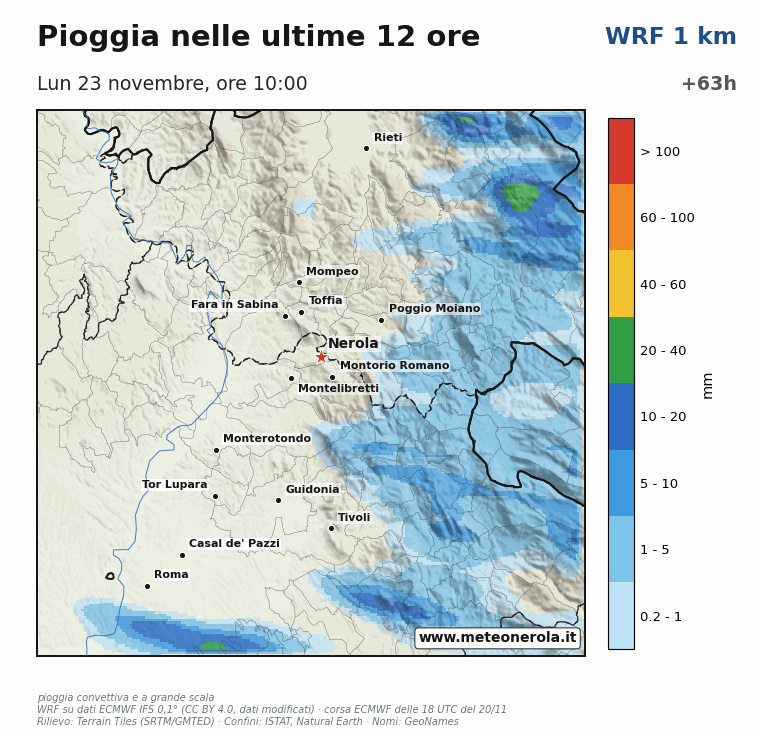 Pioggia nelle ultime 12 ore
WRF 1 km
Lun 23 novembre, ore 10:00
+63h
Rieti
Mompeo
Fara in Sabina
Toffia
Poggio Moiano
Nerola
Montorio Romano
Montelibretti
Monterotondo
Tor Lupara
Guidonia
Tivoli
Casal de' Pazzi
Roma
www.meteonerola.it
> 100
60 - 100
40 - 60
20 - 40
10 - 20
5 - 10
1 - 5
0.2 - 1
mm
pioggia convettiva e a grande scala
WRF su dati ECMWF IFS 0,1° (CC BY 4.0, dati modificati) · corsa ECMWF delle 18 UTC del 20/11
Rilievo: Terrain Tiles (SRTM/GMTED) · Confini: ISTAT, Natural Earth · Nomi: GeoNames